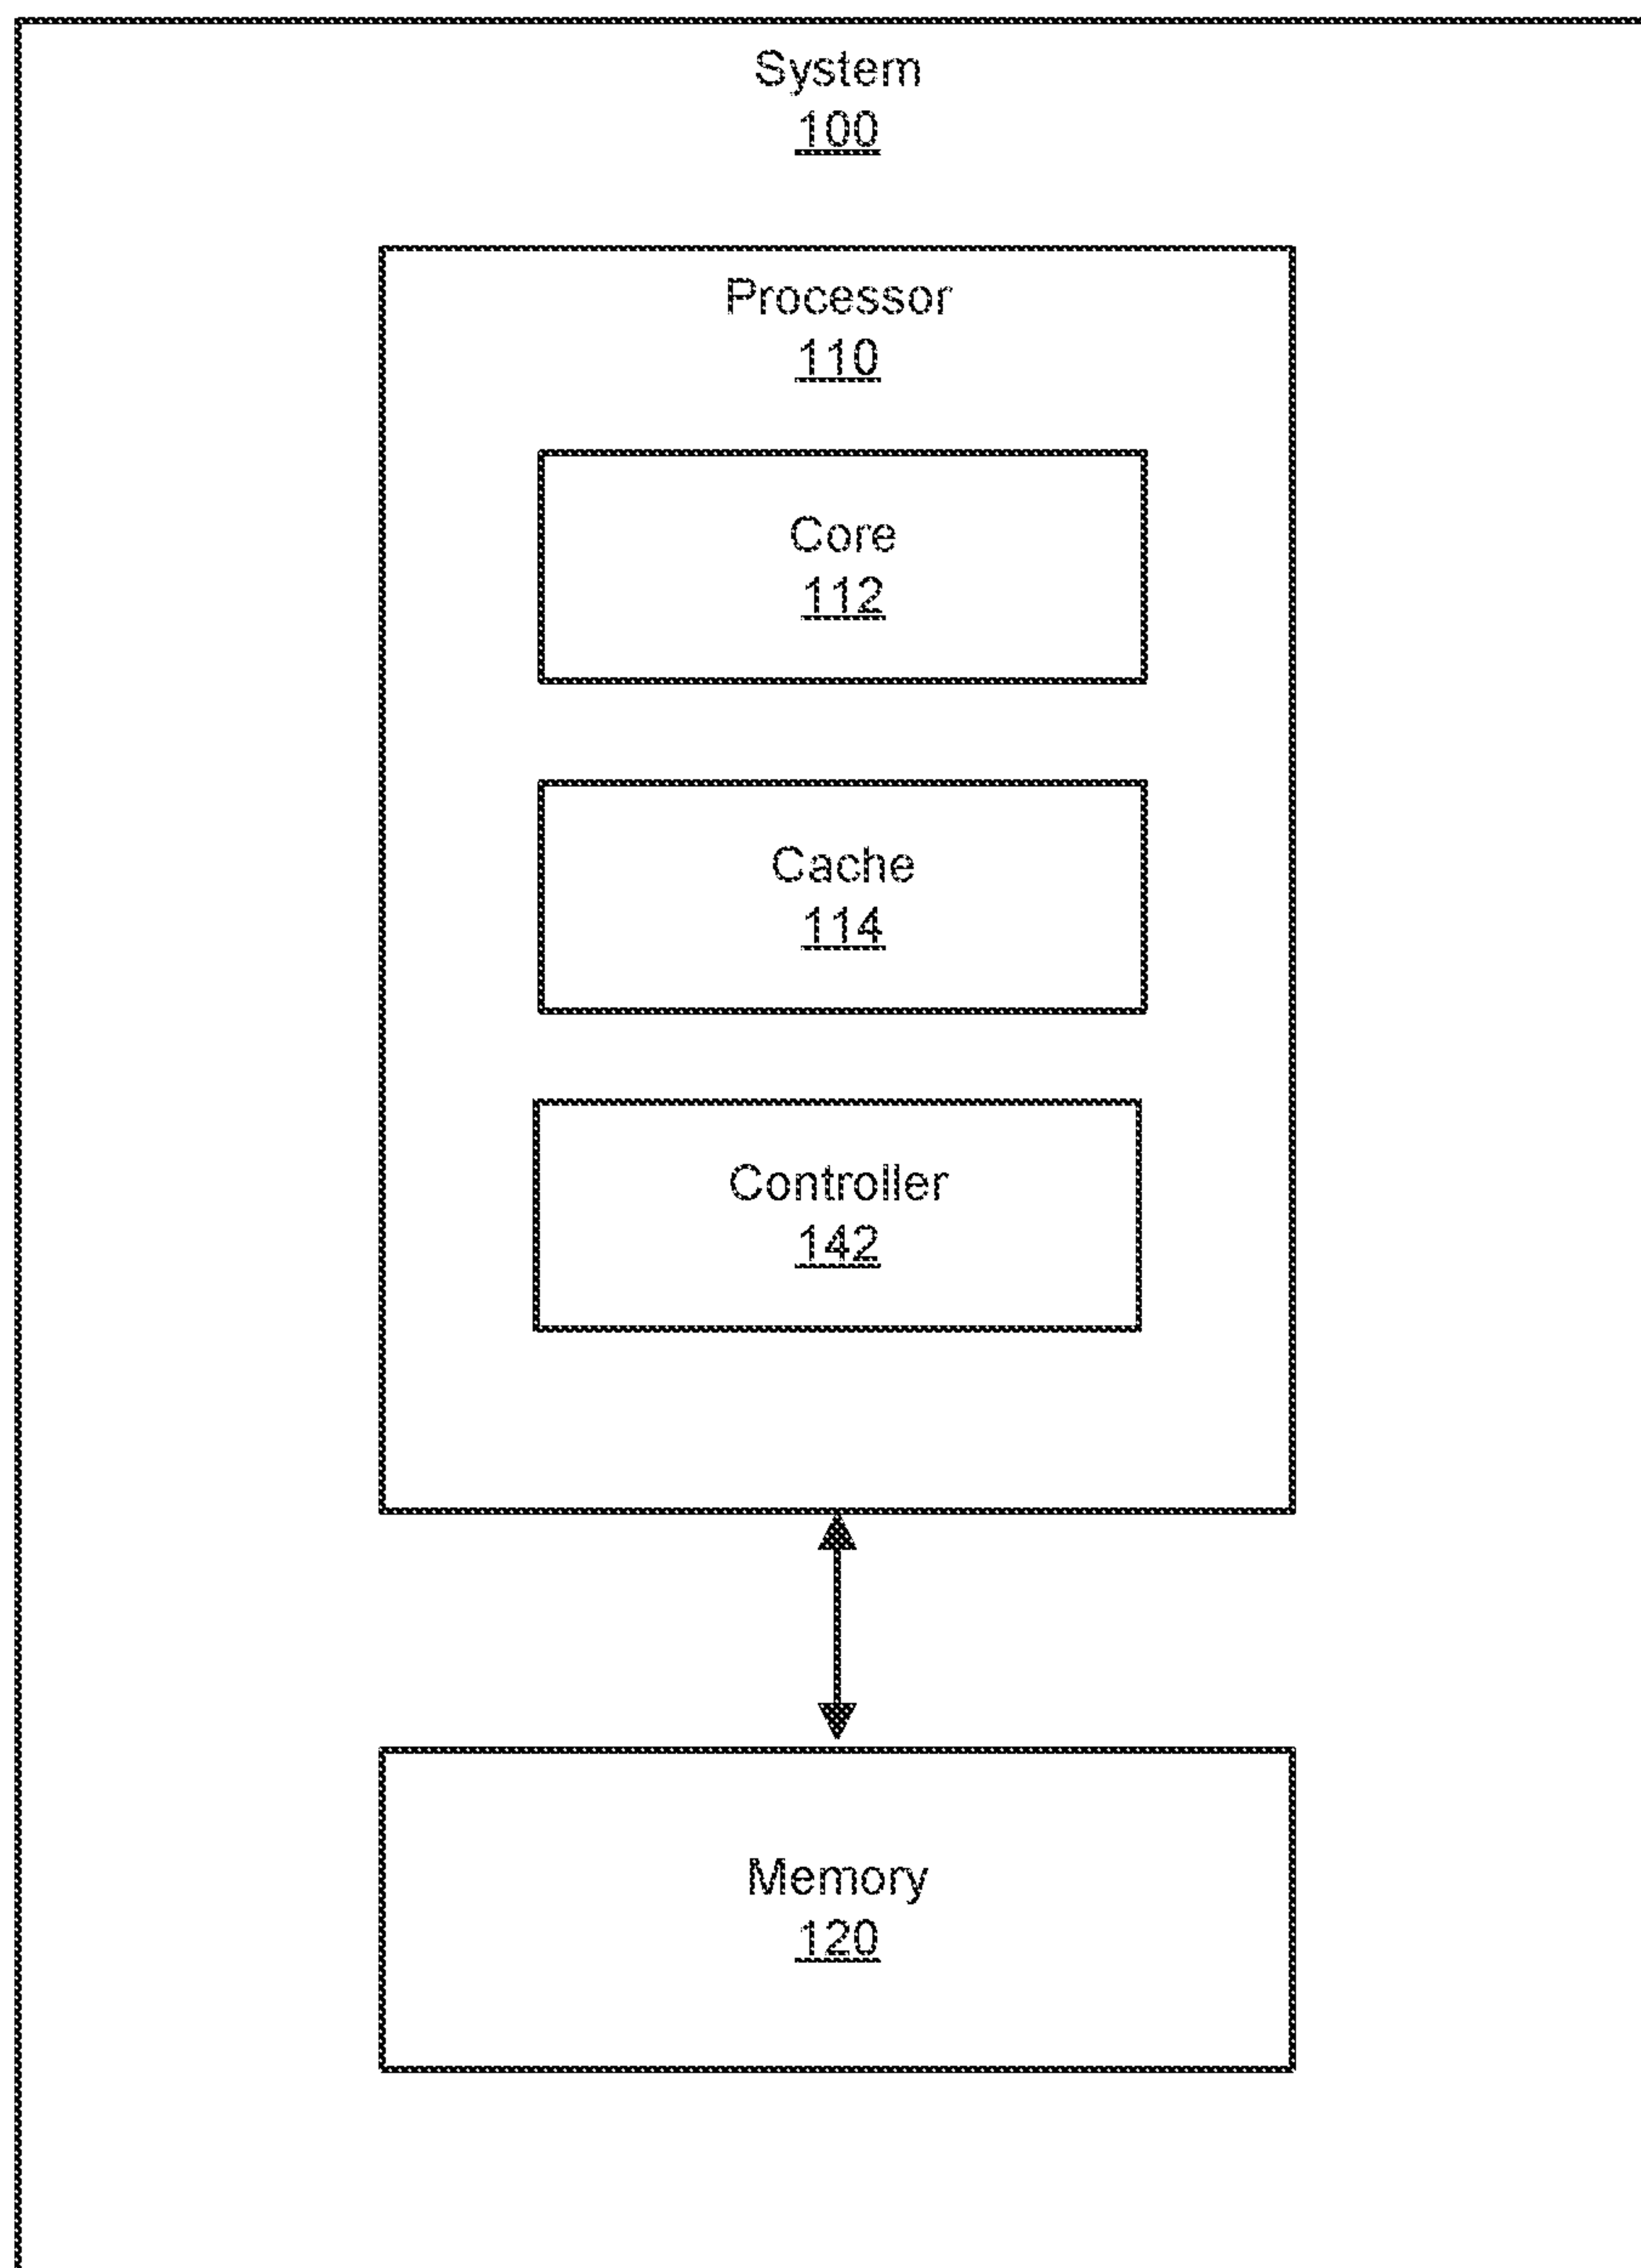 System
100
Processor
110
Core
112
Cache
114
Controller
142
Memory
120